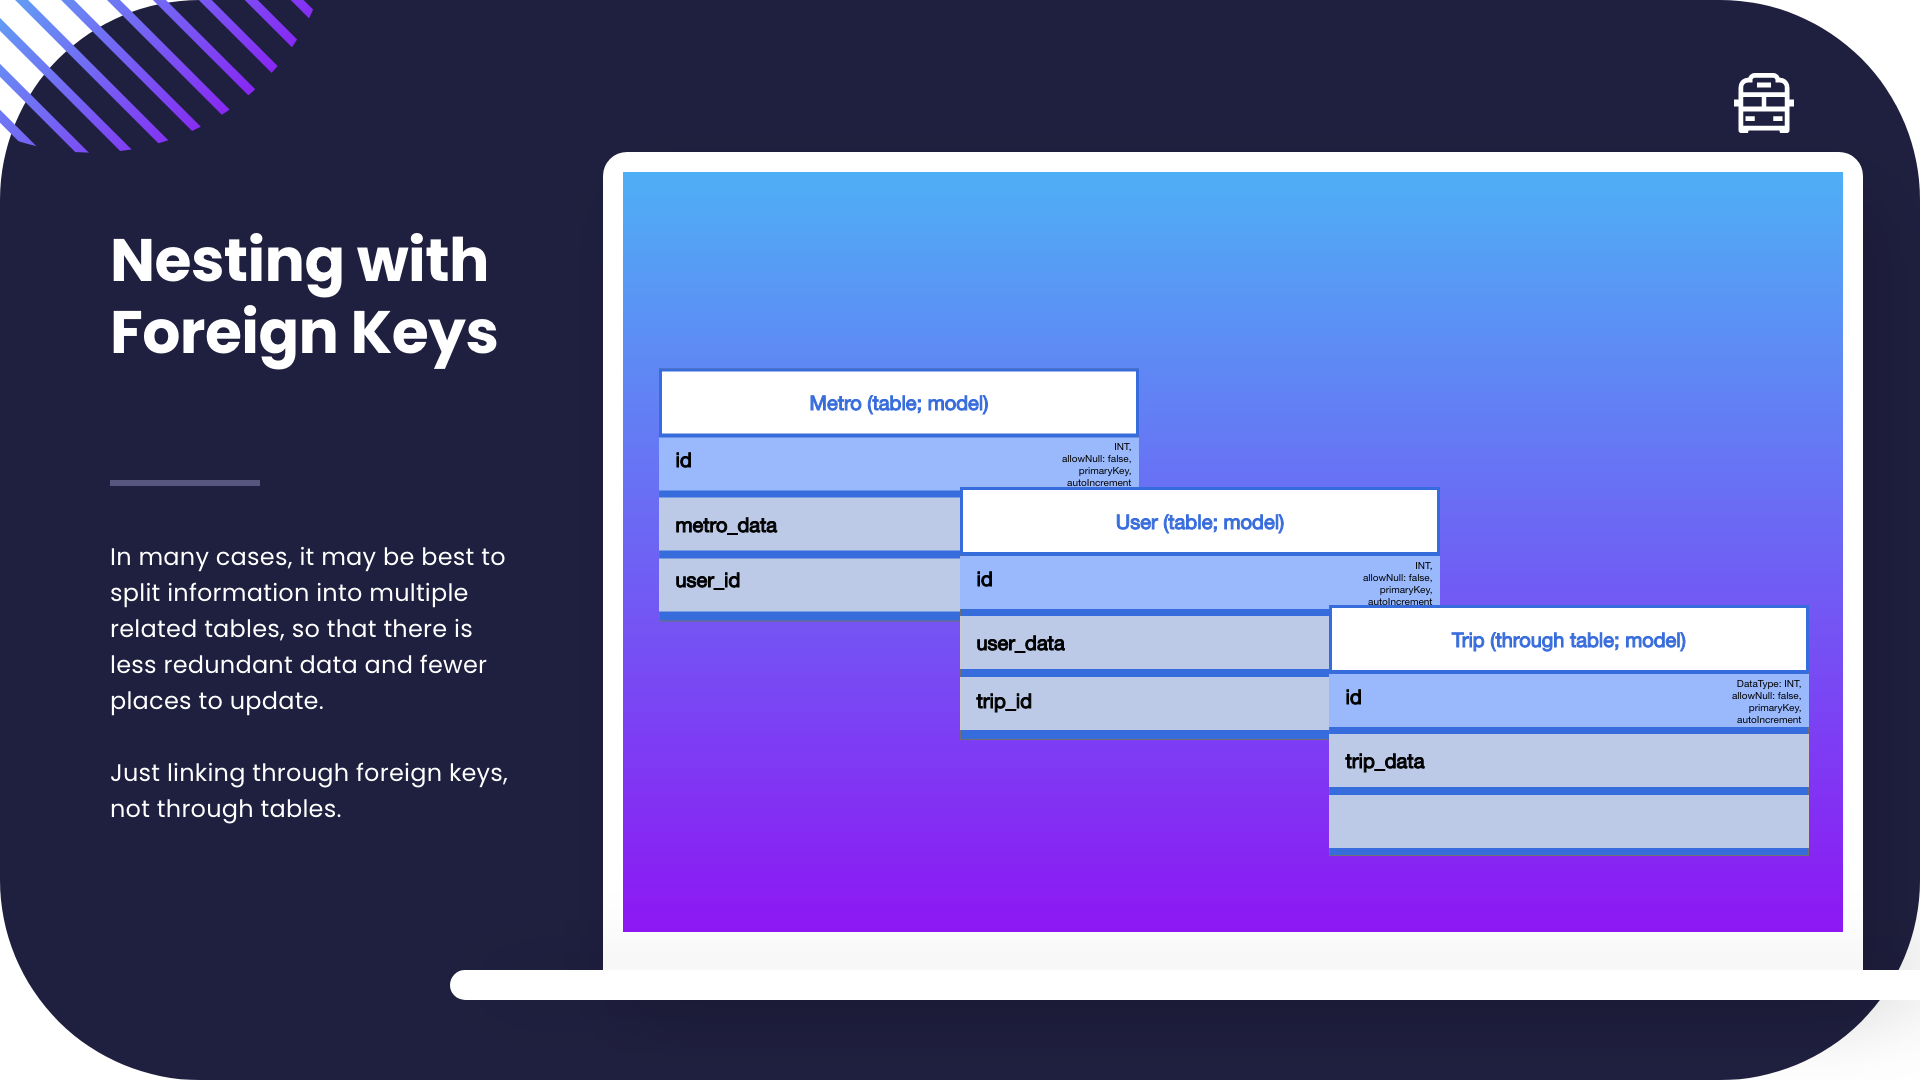 Nesting with
Foreign Keys
In many cases, it may be best to
split information into multiple
related tables, so that there is
less redundant data and fewer
places to update.
Just linking through foreign keys,
not through tables.
Metro (table; model)
id
INT,
allowNull: false,
primaryKey,
autoIncrement
metro_data
user_id
User (table; model)
id
INT,
allowNull: false,
primaryKey,
autoIncrement
user_data
trip_id
Trip (through table; model)
id
DataType: INT,
allowNull: false,
primaryKey,
autoIncrement
trip_data